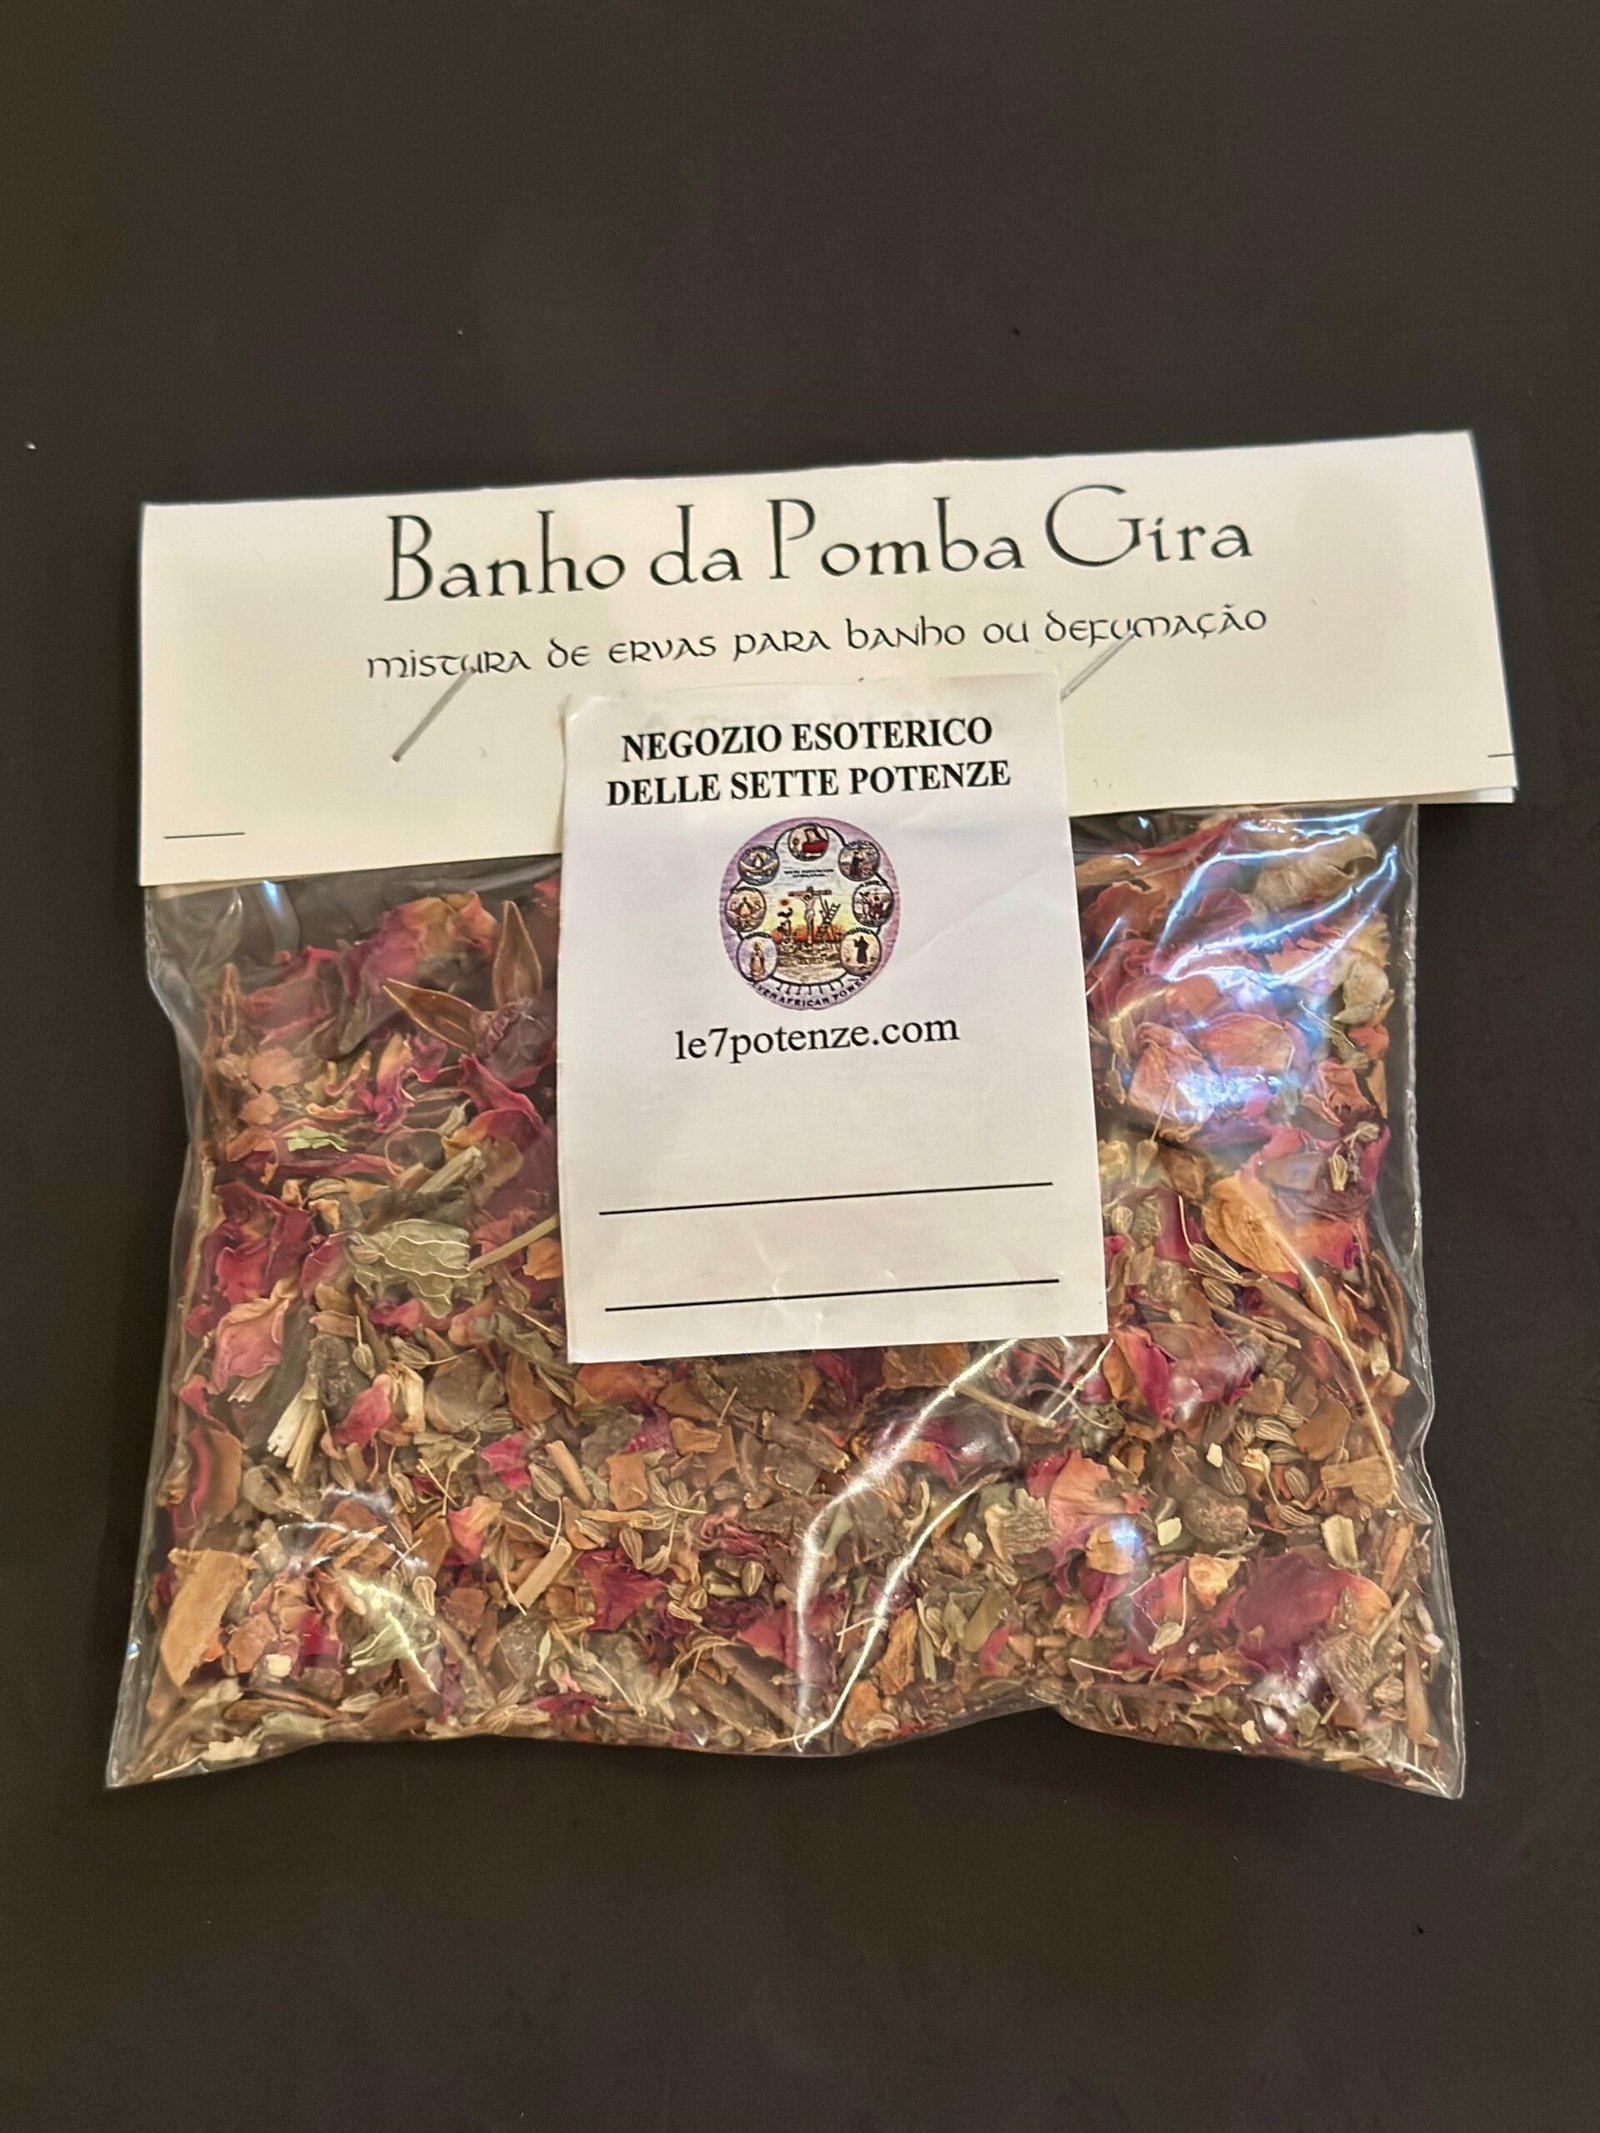 Banho da Pomba Gira
mistura de ervas para banho ou defumação
NEGOZIO ESOTERICO
DELLE SETTE POTENZE
le7potenze.com